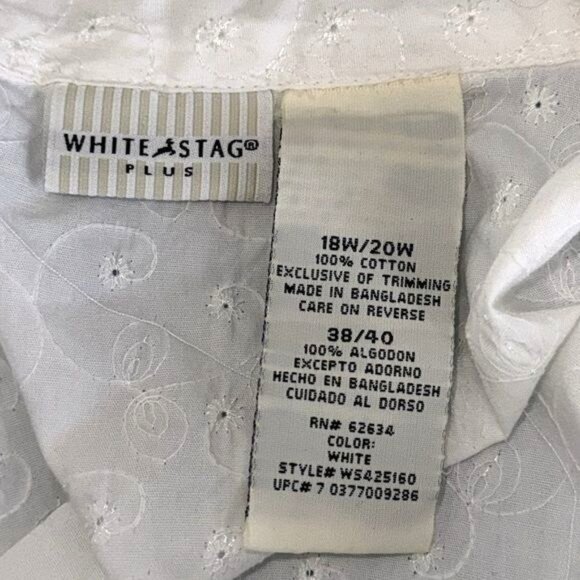 WHITE STAG®
PLUS
18W/20W
100% COTTON
EXCLUSIVE OF TRIMMING
MADE IN BANGLADESH
CARE ON REVERSE
38/40
100% ALGODON
EXCEPTO ADORNO
HECHO EN BANGLADESH
CUIDADO AL DORSO
RN# 62634
COLOR:
WHITE
STYLE# WS425160
UPC# 7 0377009286